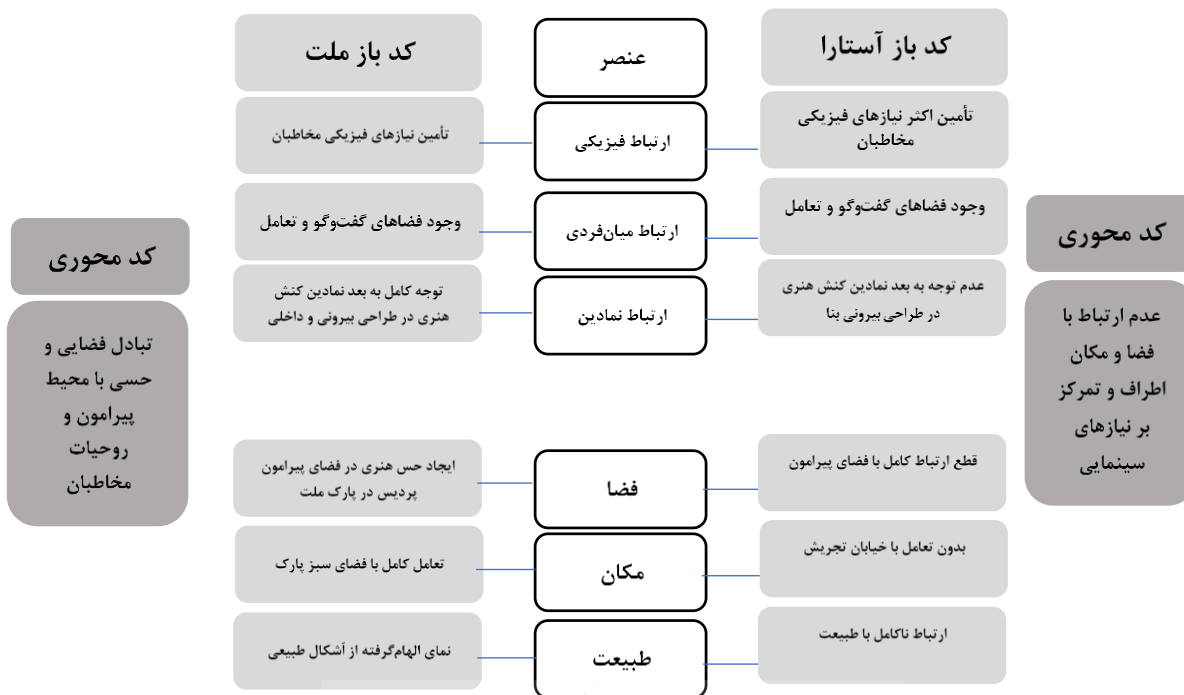 کد باز آستارا
عنصر
کد باز ملت
تأمین اکثر نیازهای فیزیکی
مخاطبان
ارتباط فیزیکی
تأمین نیازهای فیزیکی مخاطبان
وجود فضاهای گفت‌وگو و تعامل
ارتباط میان‌فردی
وجود فضاهای گفت‌وگو و تعامل
عدم توجه به بعد نمادین کنش هنری
در طراحی بیرونی بنا
ارتباط نمادین
توجه کامل به بعد نمادین کنش
هنری در طراحی بیرونی و داخلی
کد محوری
عدم ارتباط با
فضا و مکان
اطراف و تمرکز
بر نیازهای
سینمایی
کد محوری
تبادل فضایی و
حسی با محیط
پیرامون و
روحیات
مخاطبان
قطع ارتباط کامل با فضای پیرامون
فضا
ایجاد حس هنری در فضای پیرامون
پردیس در پارک ملت
بدون تعامل با خیابان تجریش
مکان
تعامل کامل با فضای سبز پارک
ارتباط ناکامل با طبیعت
طبیعت
نمای الهام‌گرفته از آشکال طبیعی